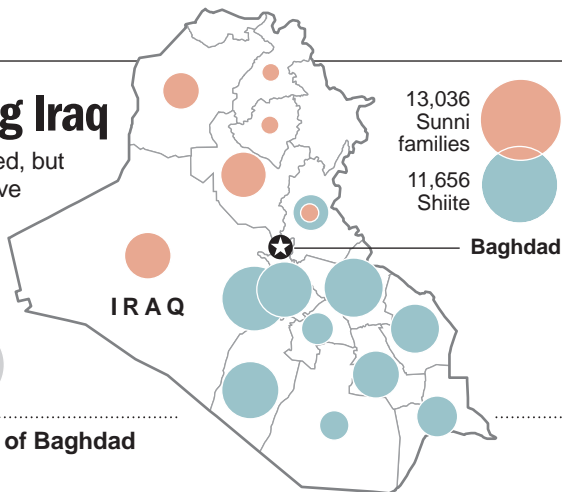 g Iraq
ed, but
ve
13,036
Sunni
families
11,656
Shiite
Baghdad
IRAQ
of Baghdad